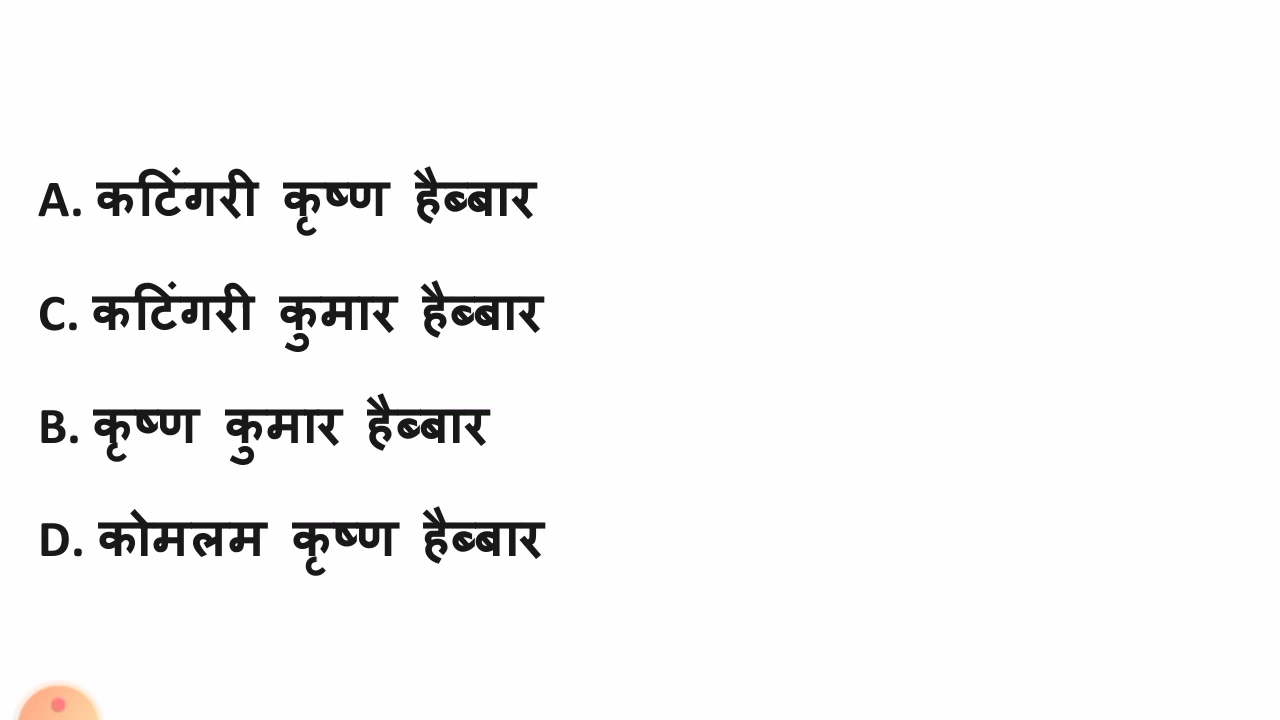 A. कटिंगरी कृष्ण हैब्बार
C. कटिंगरी कुमार हैब्बार
B. कृष्ण कुमार हैब्बार
D. कोमलम कृष्ण हैब्बार